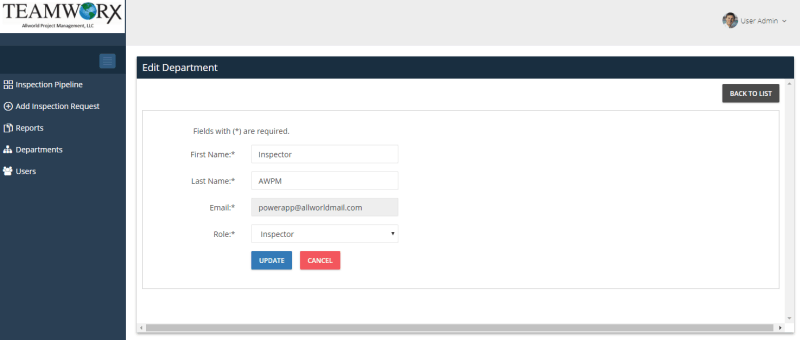 TEAMWORX
Allworld Project Management, LLC
User Admin
Inspection Pipeline
Add Inspection Request
Reports
Departments
Users
Edit Department
BACK TO LIST
Fields with (*) are required.
First Name:* Inspector
Last Name:* AWPM
Email:* powerapp@allworldmail.com
Role:* Inspector
UPDATE CANCEL